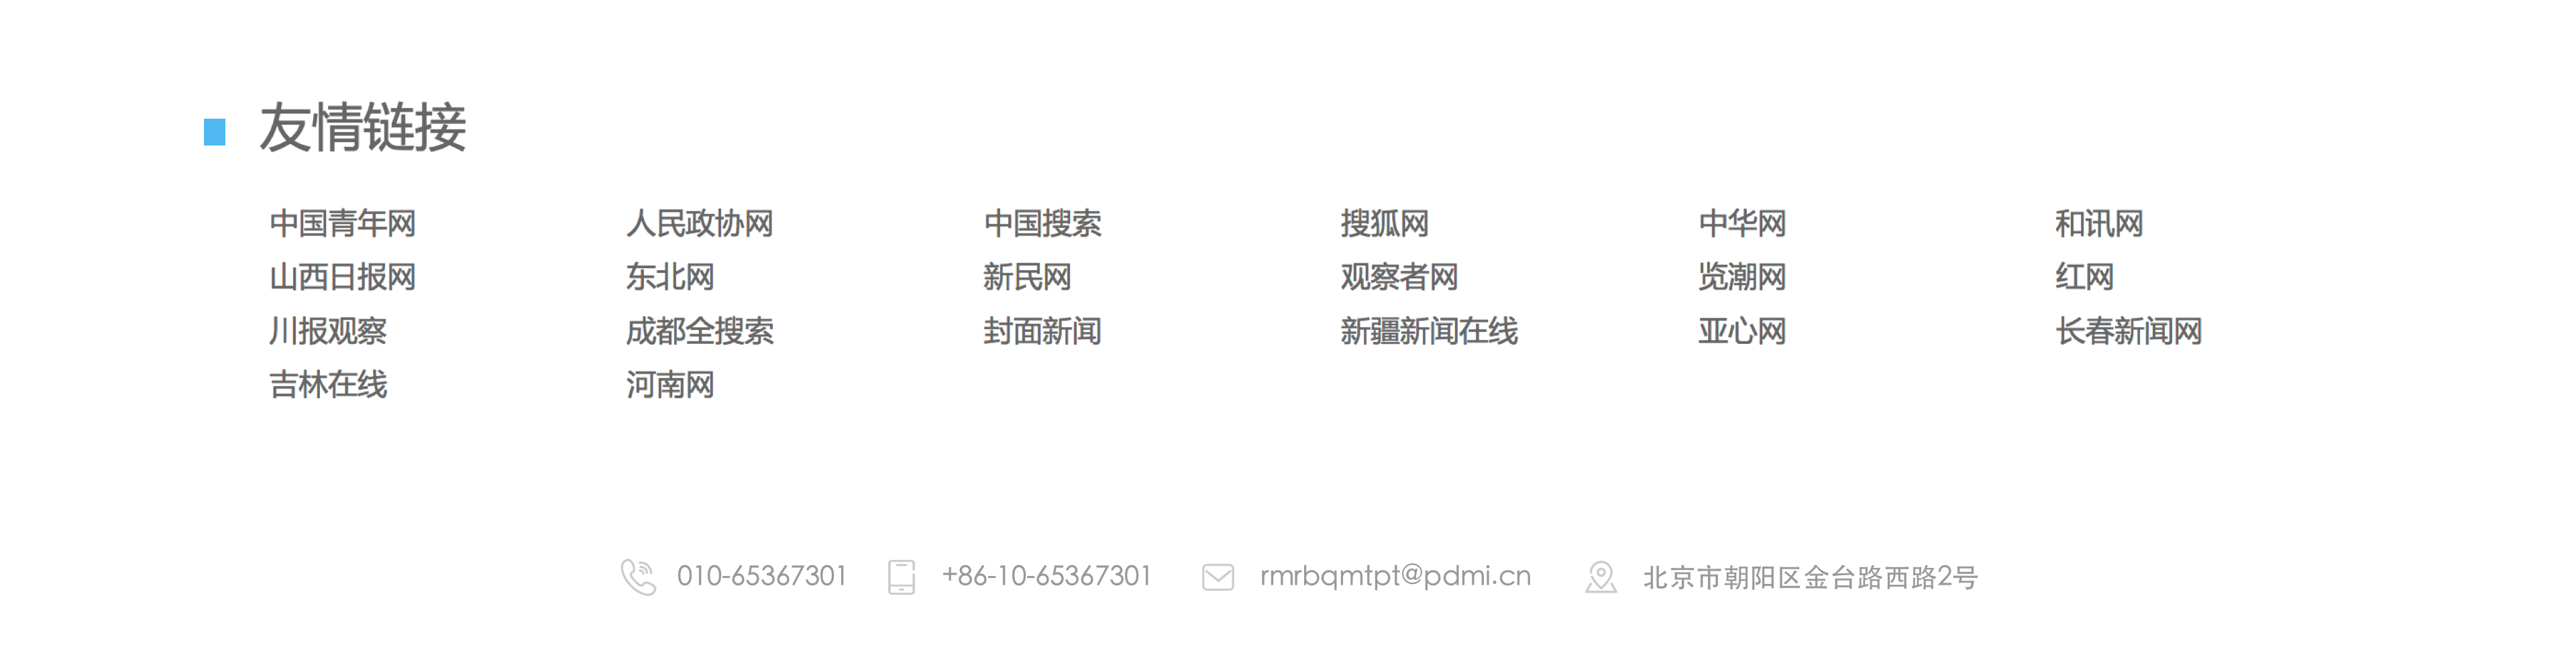 友情链接
中国青年网 人民政协网 中国搜索 搜狐网 中华网 和讯网
山西日报网 东北网 新民网 观察者网 览潮网 红网
川报观察 成都全搜索 封面新闻 新疆新闻在线 亚心网 长春新闻网
吉林在线 河南网
010-65367301 +86-10-65367301 rmrbqmtpt@pdmi.cn 北京市朝阳区金台路西路2号